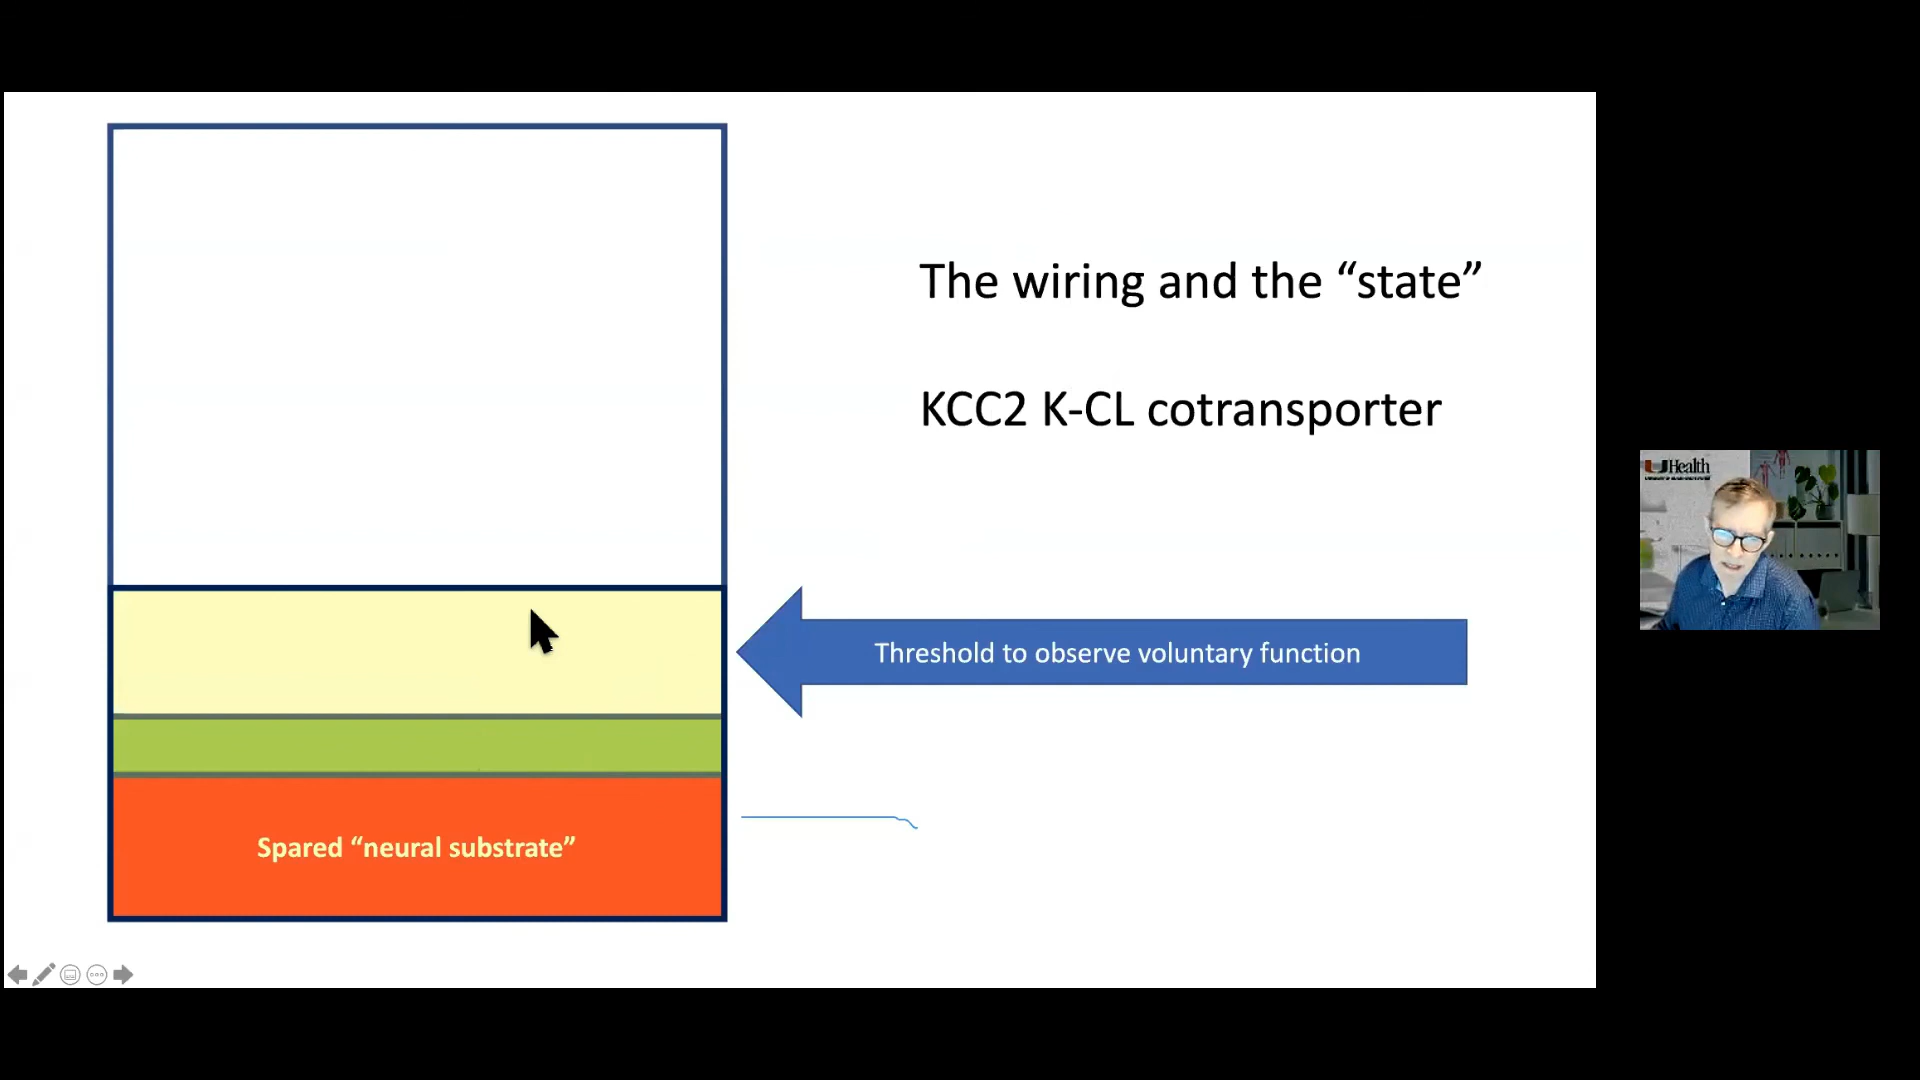 The wiring and the “state”
KCC2 K-CL cotransporter
Threshold to observe voluntary function
Spared “neural substrate”
UHealth